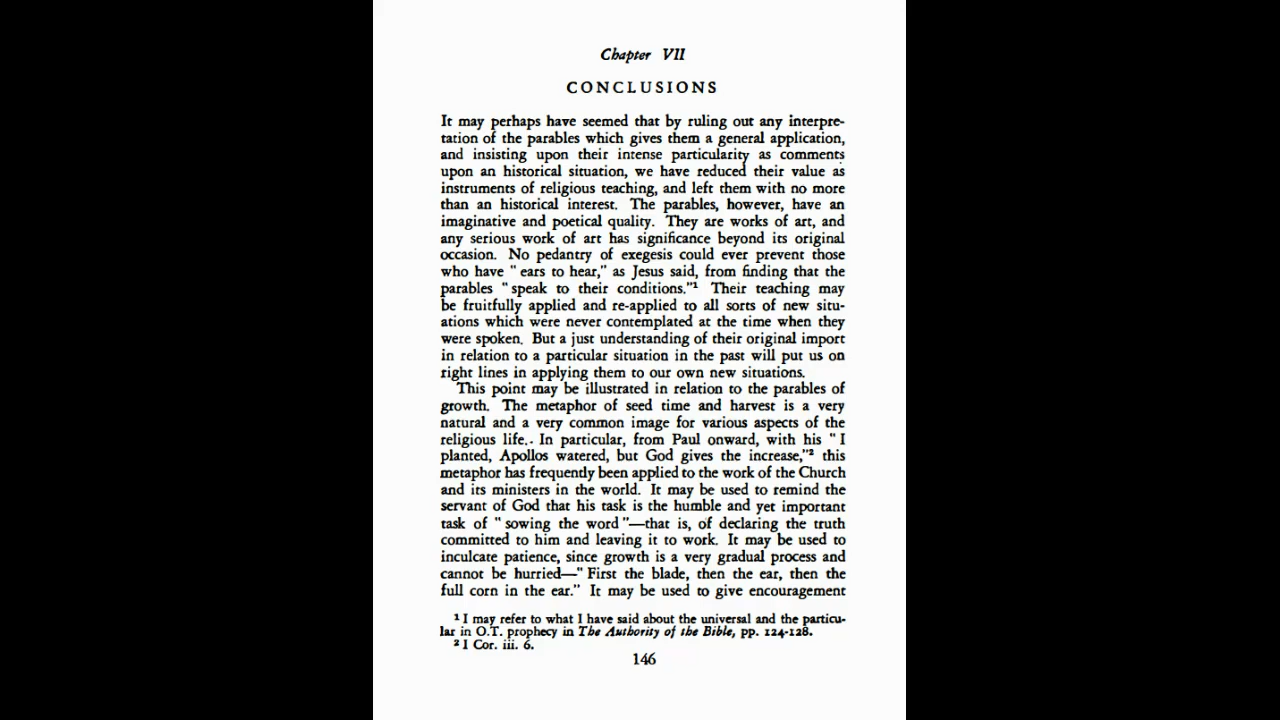 Chapter VII
CONCLUSIONS
It may perhaps have seemed that by ruling out any interpre-
tation of the parables which gives them a general application,
and insisting upon their intense particularity as comments
upon an historical situation, we have reduced their value as
instruments of religious teaching, and left them with no more
than an historical interest. The parables, however, have an
imaginative and poetical quality. They are works of art, and
any serious work of art has significance beyond its original
occasion. No pedantry of exegesis could ever prevent those
who have "ears to hear," as Jesus said, from finding that the
parables "speak to their conditions."¹ Their teaching may
be fruitfully applied and re-applied to all sorts of new situ-
ations which were never contemplated at the time when they
were spoken. But a just understanding of their original import
in relation to a particular situation in the past will put us on
right lines in applying them to our own new situations.
This point may be illustrated in relation to the parables of
growth. The metaphor of seed time and harvest is a very
natural and a very common image for various aspects of the
religious life. In particular, from Paul onward, with his "I
planted, Apollos watered, but God gives the increase,"² this
metaphor has frequently been applied to the work of the Church
and its ministers in the world. It may be used to remind the
servant of God that his task is the humble and yet important
task of "sowing the word"—that is, of declaring the truth
committed to him and leaving it to work. It may be used to
inculcate patience, since growth is a very gradual process and
cannot be hurried—"First the blade, then the ear, then the
full corn in the ear." It may be used to give encouragement
¹ I may refer to what I have said about the universal and the particu-
lar in O.T. prophecy in The Authority of the Bible, pp. 124-128.
² I Cor. iii. 6.
146